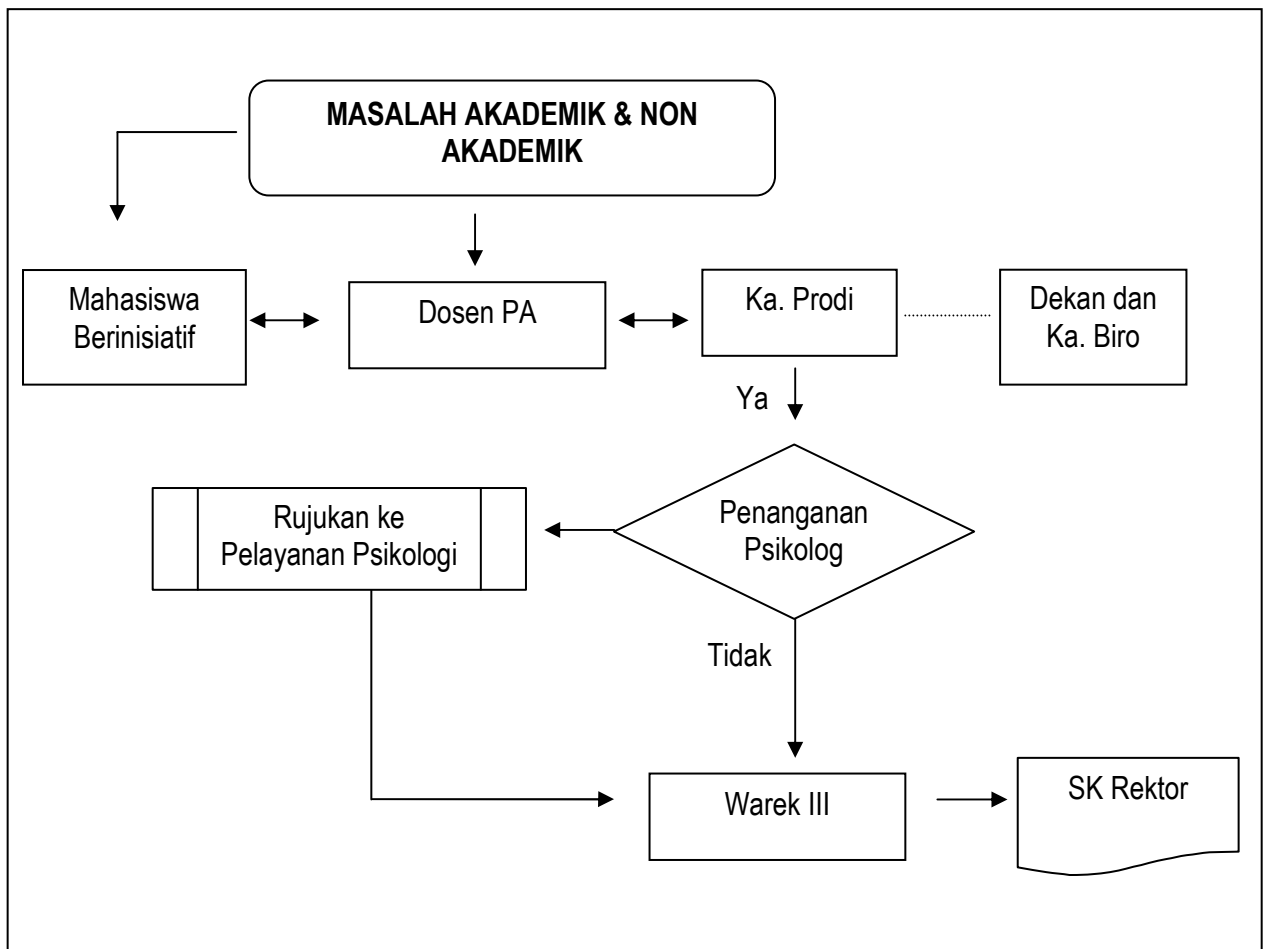 MASALAH AKADEMIK & NON
AKADEMIK
Mahasiswa
Berinisiatif
Dosen PA
Ka. Prodi
Dekan dan
Ka. Biro
Ya
Penanganan
Psikolog
Rujukan ke
Pelayanan Psikologi
Tidak
Warek III
SK Rektor